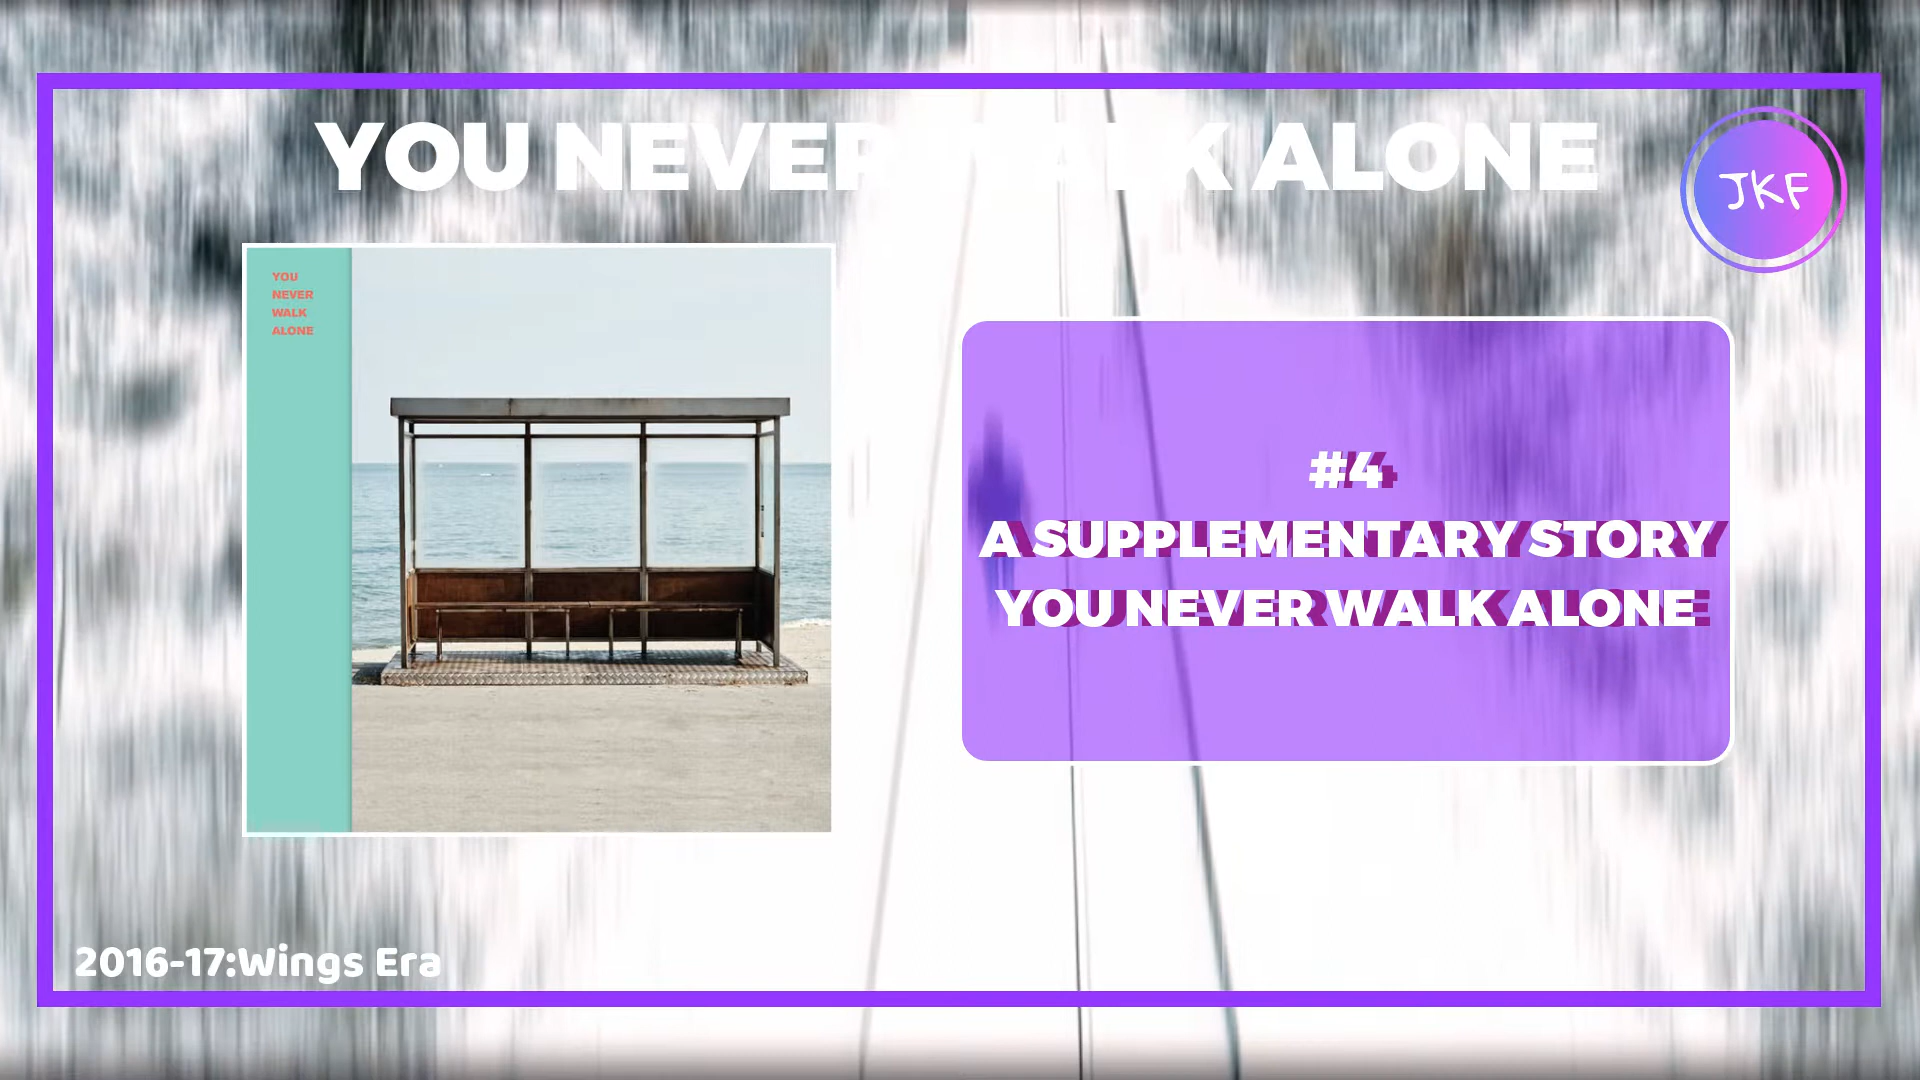 YOU NEVER WALK ALONE
JKF
YOU
NEVER
WALK
ALONE
#4
A SUPPLEMENTARY STORY
YOU NEVER WALK ALONE
2016-17:Wings Era